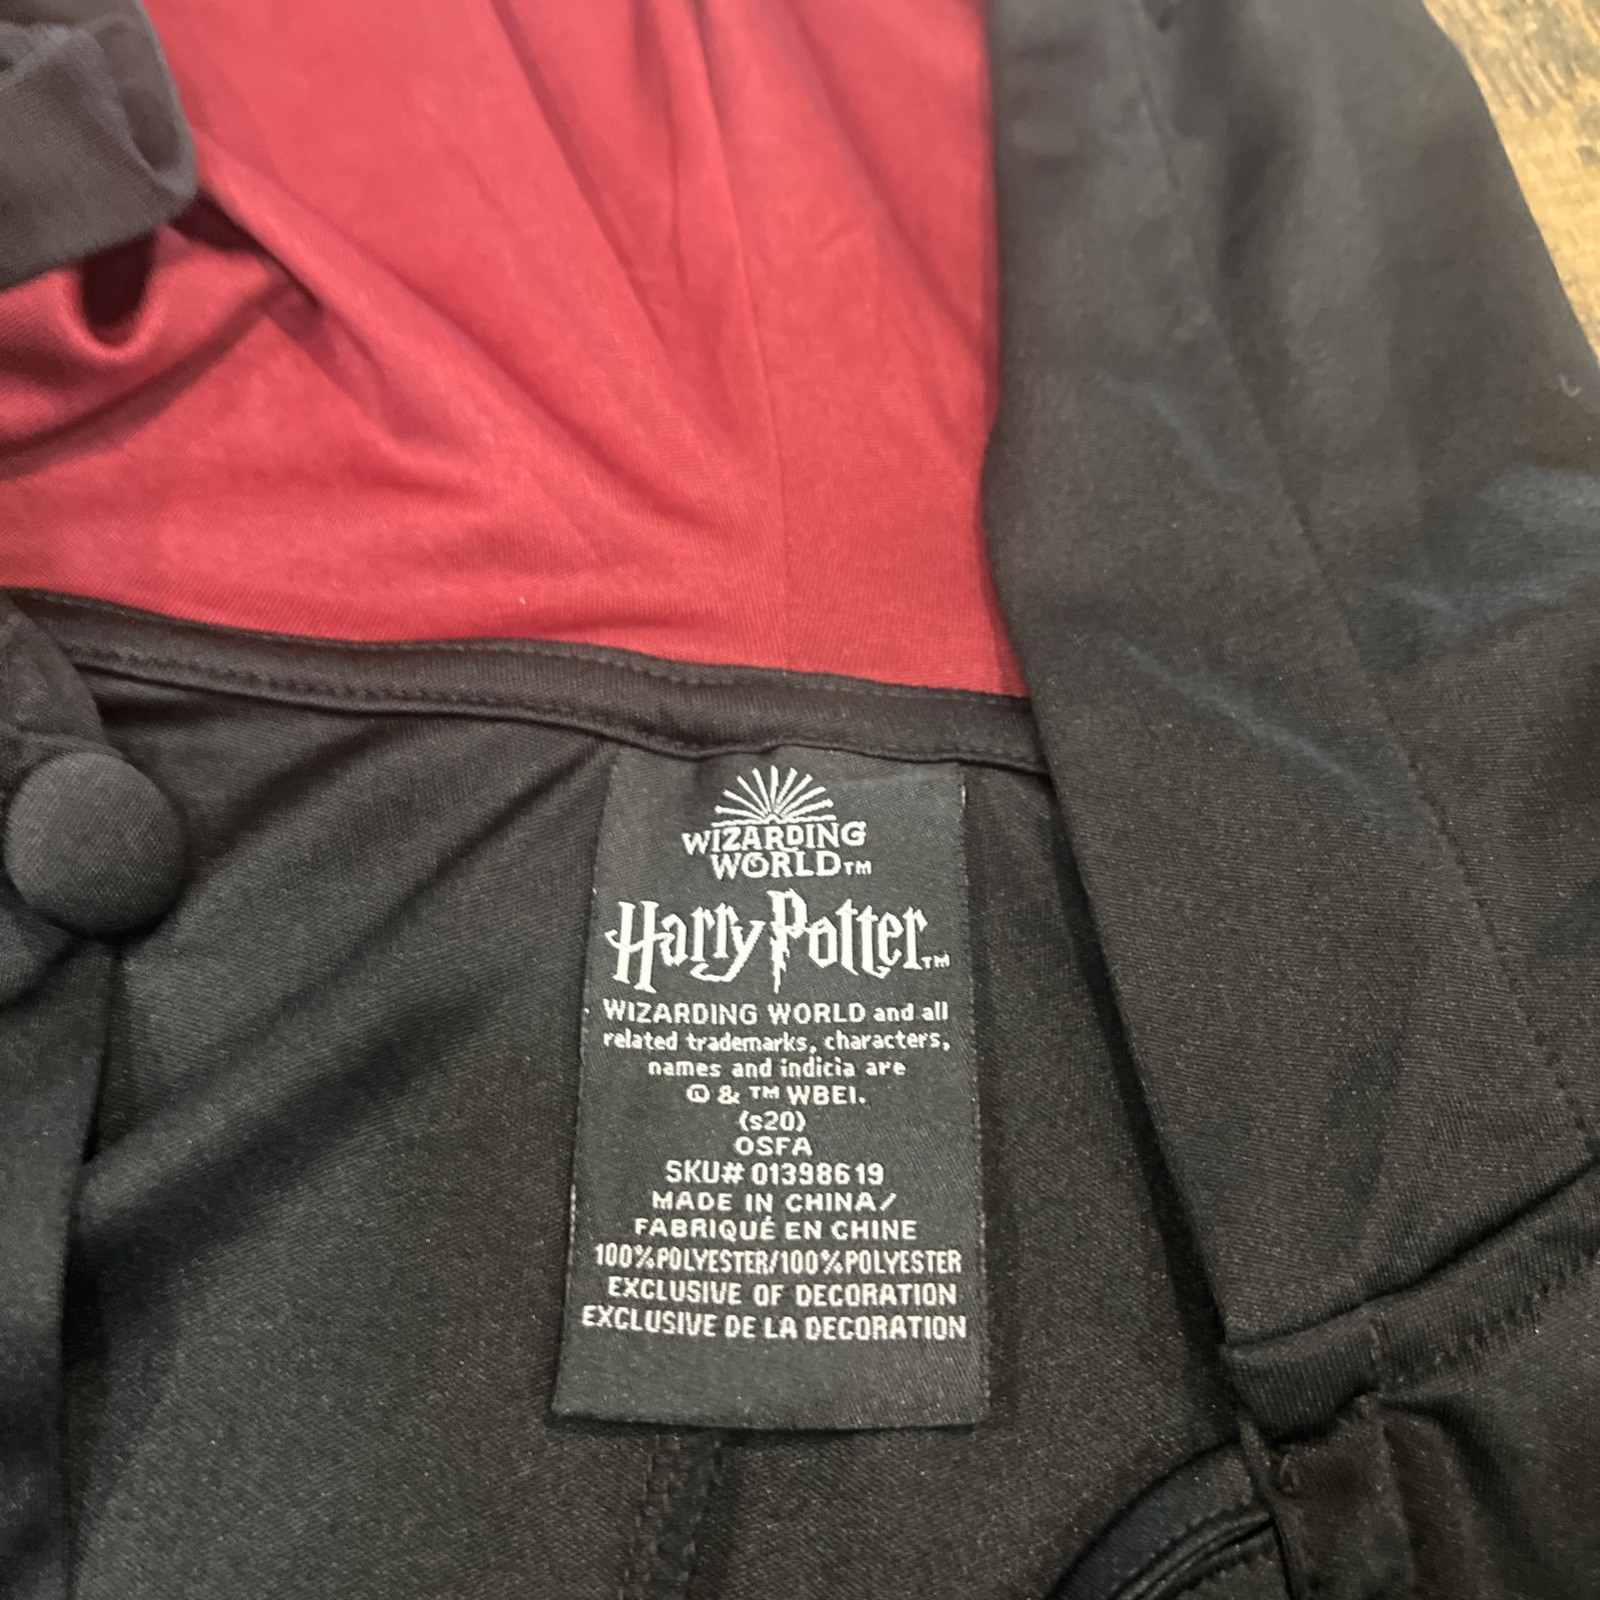 WIZARDING
WORLD™
Harry Potter™
WIZARDING WORLD and all
related trademarks, characters,
names and indicia are
© & ™ WBEI.
(s20)
OSFA
SKU# 01398619
MADE IN CHINA/
FABRIQUÉ EN CHINE
100%POLYESTER/100%POLYESTER
EXCLUSIVE OF DECORATION
EXCLUSIVE DE LA DECORATION